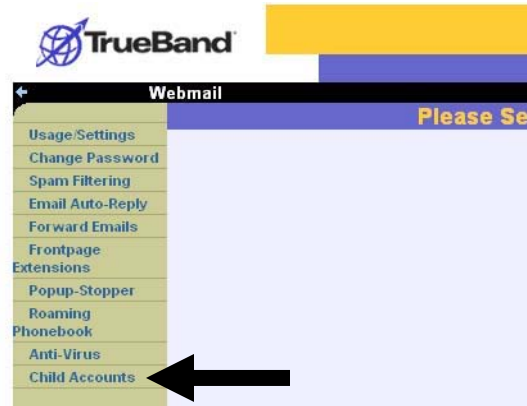 TrueBand
Webmail
Please Se
Usage/Settings
Change Password
Spam Filtering
Email Auto-Reply
Forward Emails
Frontpage
Extensions
Popup-Stopper
Roaming
Phonebook
Anti-Virus
Child Accounts